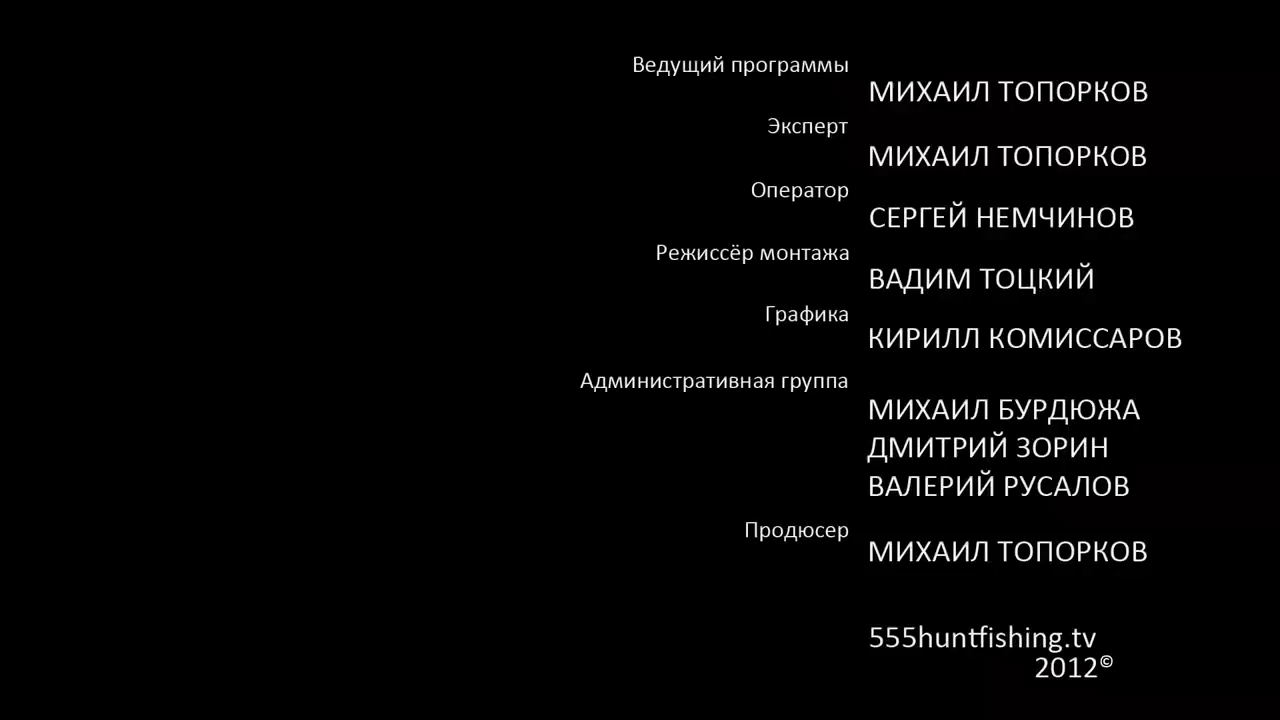 Ведущий программы
МИХАИЛ ТОПОРКОВ
Эксперт
МИХАИЛ ТОПОРКОВ
Оператор
СЕРГЕЙ НЕМЧИНОВ
Режиссёр монтажа
ВАДИМ ТОЦКИЙ
Графика
КИРИЛЛ КОМИССАРОВ
Административная группа
МИХАИЛ БУРДЮЖА
ДМИТРИЙ ЗОРИН
ВАЛЕРИЙ РУСАЛОВ
Продюсер
МИХАИЛ ТОПОРКОВ
555huntfishing.tv
2012©